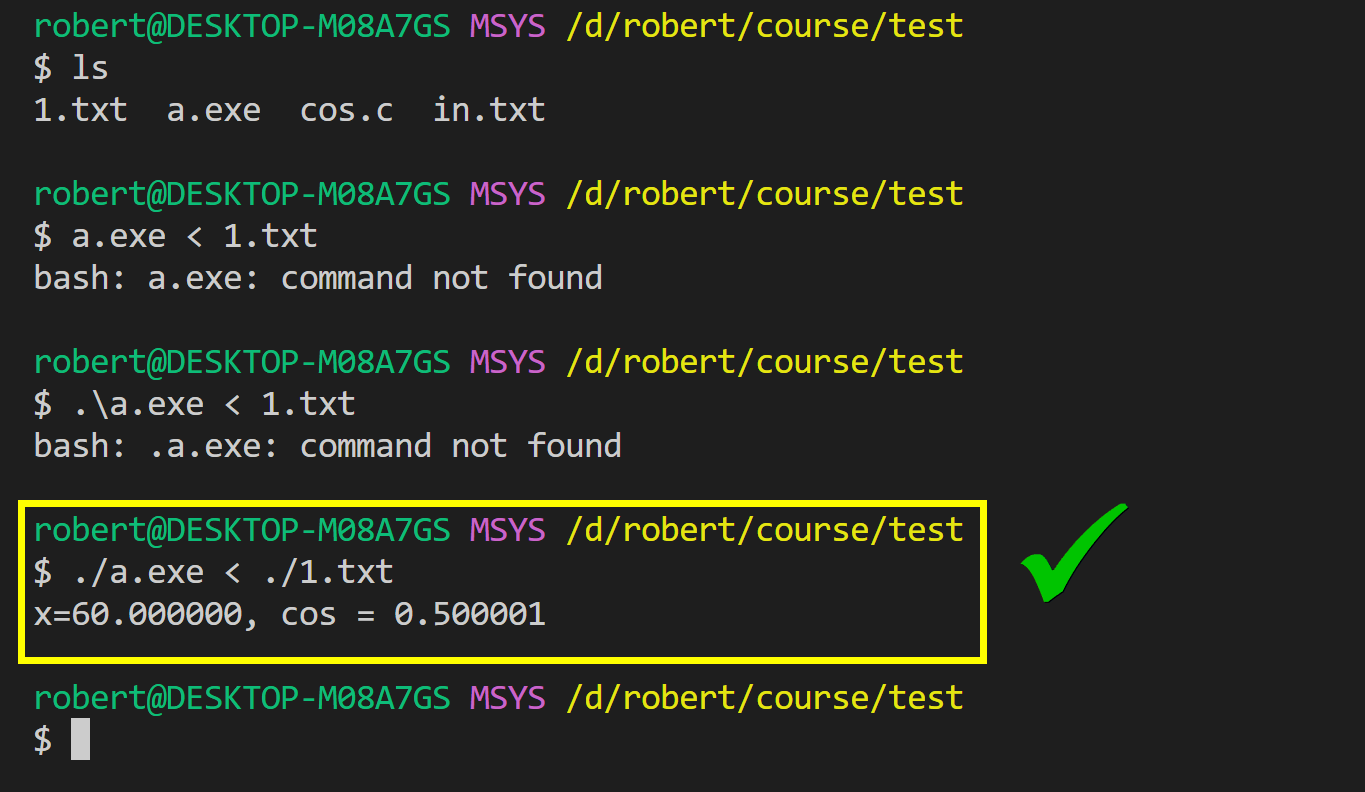 robert@DESKTOP-M08A7GS MSYS /d/robert/course/test
$ ls
1.txt  a.exe  cos.c  in.txt
robert@DESKTOP-M08A7GS MSYS /d/robert/course/test
$ a.exe < 1.txt
bash: a.exe: command not found
robert@DESKTOP-M08A7GS MSYS /d/robert/course/test
$ .\a.exe < 1.txt
bash: .a.exe: command not found
robert@DESKTOP-M08A7GS MSYS /d/robert/course/test
$ ./a.exe < ./1.txt
x=60.000000, cos = 0.500001
robert@DESKTOP-M08A7GS MSYS /d/robert/course/test
$